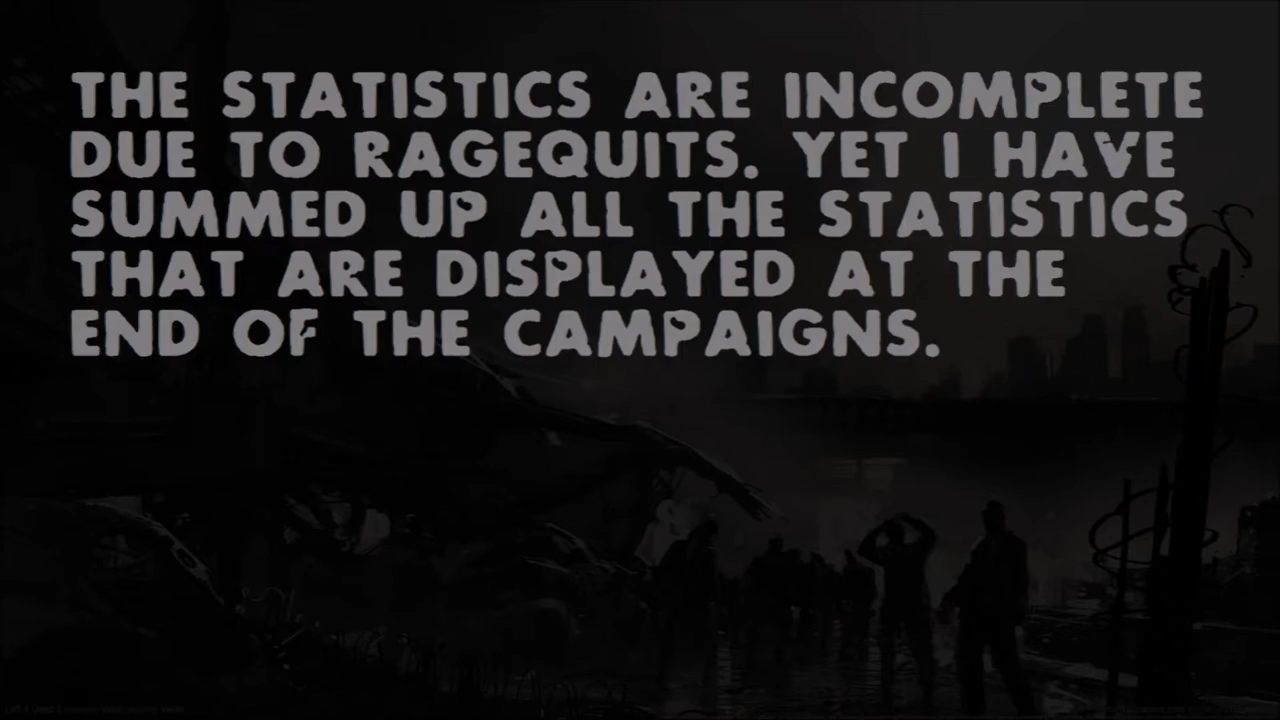 THE STATISTICS ARE INCOMPLETE
DUE TO RAGEQUITS. YET I HAVE
SUMMED UP ALL THE STATISTICS
THAT ARE DISPLAYED AT THE
END OF THE CAMPAIGNS.